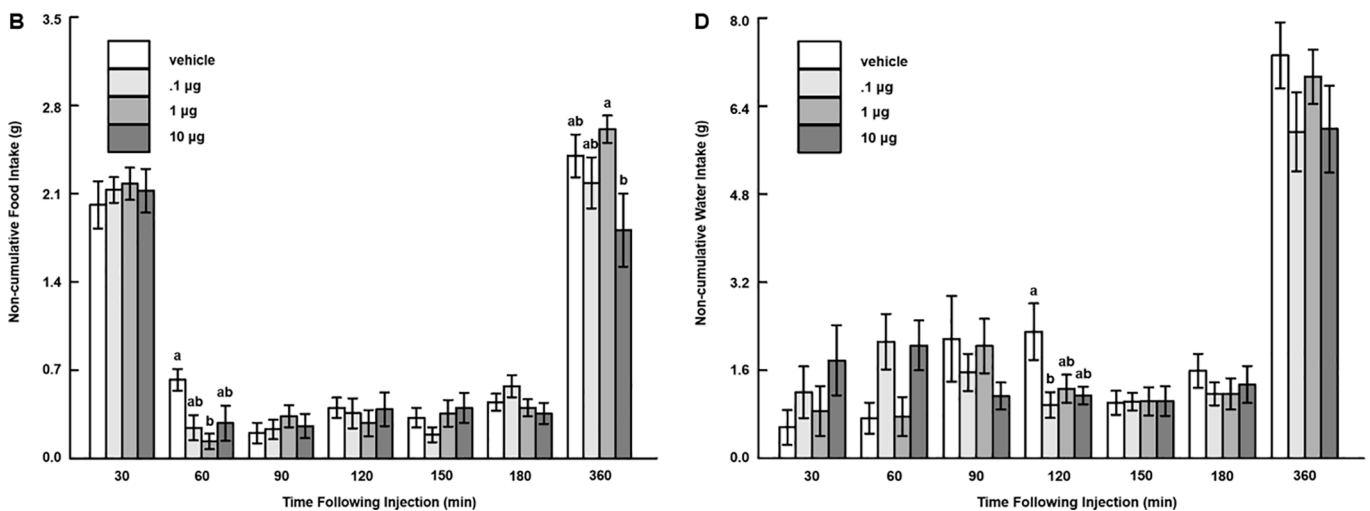 B
3.5
2.8
2.1
1.4
0.7
0.0
Non-cumulative Food Intake (g)
vehicle
.1 µg
1 µg
10 µg
a
ab
b
ab
ab
ab
a
b
30 60 90 120 150 180 360
Time Following Injection (min)
D
8.0
6.4
4.8
3.2
1.6
0.0
Non-cumulative Water Intake (g)
vehicle
.1 µg
1 µg
10 µg
a
b
ab
ab
30 60 90 120 150 180 360
Time Following Injection (min)